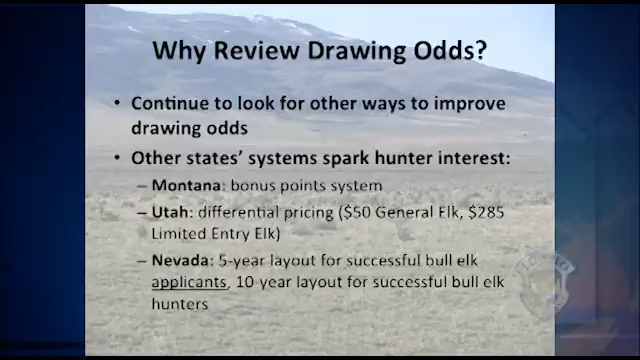 Why Review Drawing Odds?
• Continue to look for other ways to improve
drawing odds
• Other states' systems spark hunter interest:
– Montana: bonus points system
– Utah: differential pricing ($50 General Elk, $285
Limited Entry Elk)
– Nevada: 5-year layout for successful bull elk
applicants, 10-year layout for successful bull elk
hunters